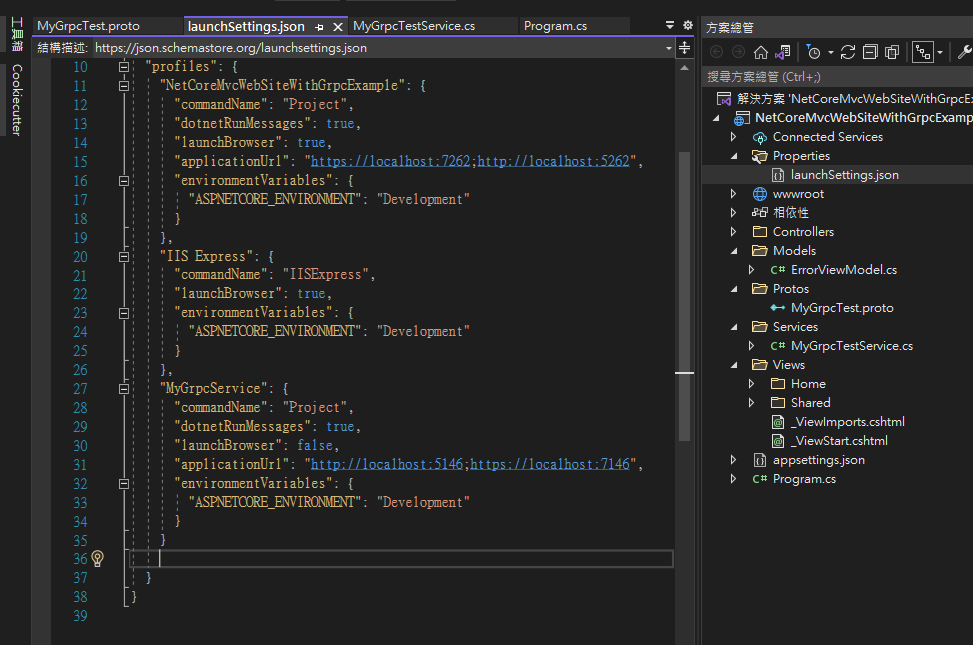 工具箱
Cookiecutter
MyGrpcTest.proto
launchSettings.json
MyGrpcTestService.cs
Program.cs
結構描述: https://json.schemastore.org/launchsettings.json
10 "profiles": {
11 "NetCoreMvcWebSiteWithGrpcExample": {
12 "commandName": "Project",
13 "dotnetRunMessages": true,
14 "launchBrowser": true,
15 "applicationUrl": "https://localhost:7262;http://localhost:5262",
16 "environmentVariables": {
17 "ASPNETCORE_ENVIRONMENT": "Development"
18 }
19 },
20 "IIS Express": {
21 "commandName": "IISExpress",
22 "launchBrowser": true,
23 "environmentVariables": {
24 "ASPNETCORE_ENVIRONMENT": "Development"
25 }
26 },
27 "MyGrpcService": {
28 "commandName": "Project",
29 "dotnetRunMessages": true,
30 "launchBrowser": false,
31 "applicationUrl": "http://localhost:5146;https://localhost:7146",
32 "environmentVariables": {
33 "ASPNETCORE_ENVIRONMENT": "Development"
34 }
35 }
36
37 }
38 }
39
方案總管
搜尋方案總管 (Ctrl+;)
解決方案 'NetCoreMvcWebSiteWithGrpcEx
NetCoreMvcWebSiteWithGrpcExamp
Connected Services
Properties
launchSettings.json
wwwroot
相依性
Controllers
Models
C# ErrorViewModel.cs
Protos
MyGrpcTest.proto
Services
C# MyGrpcTestService.cs
Views
Home
Shared
_ViewImports.cshtml
_ViewStart.cshtml
appsettings.json
C# Program.cs